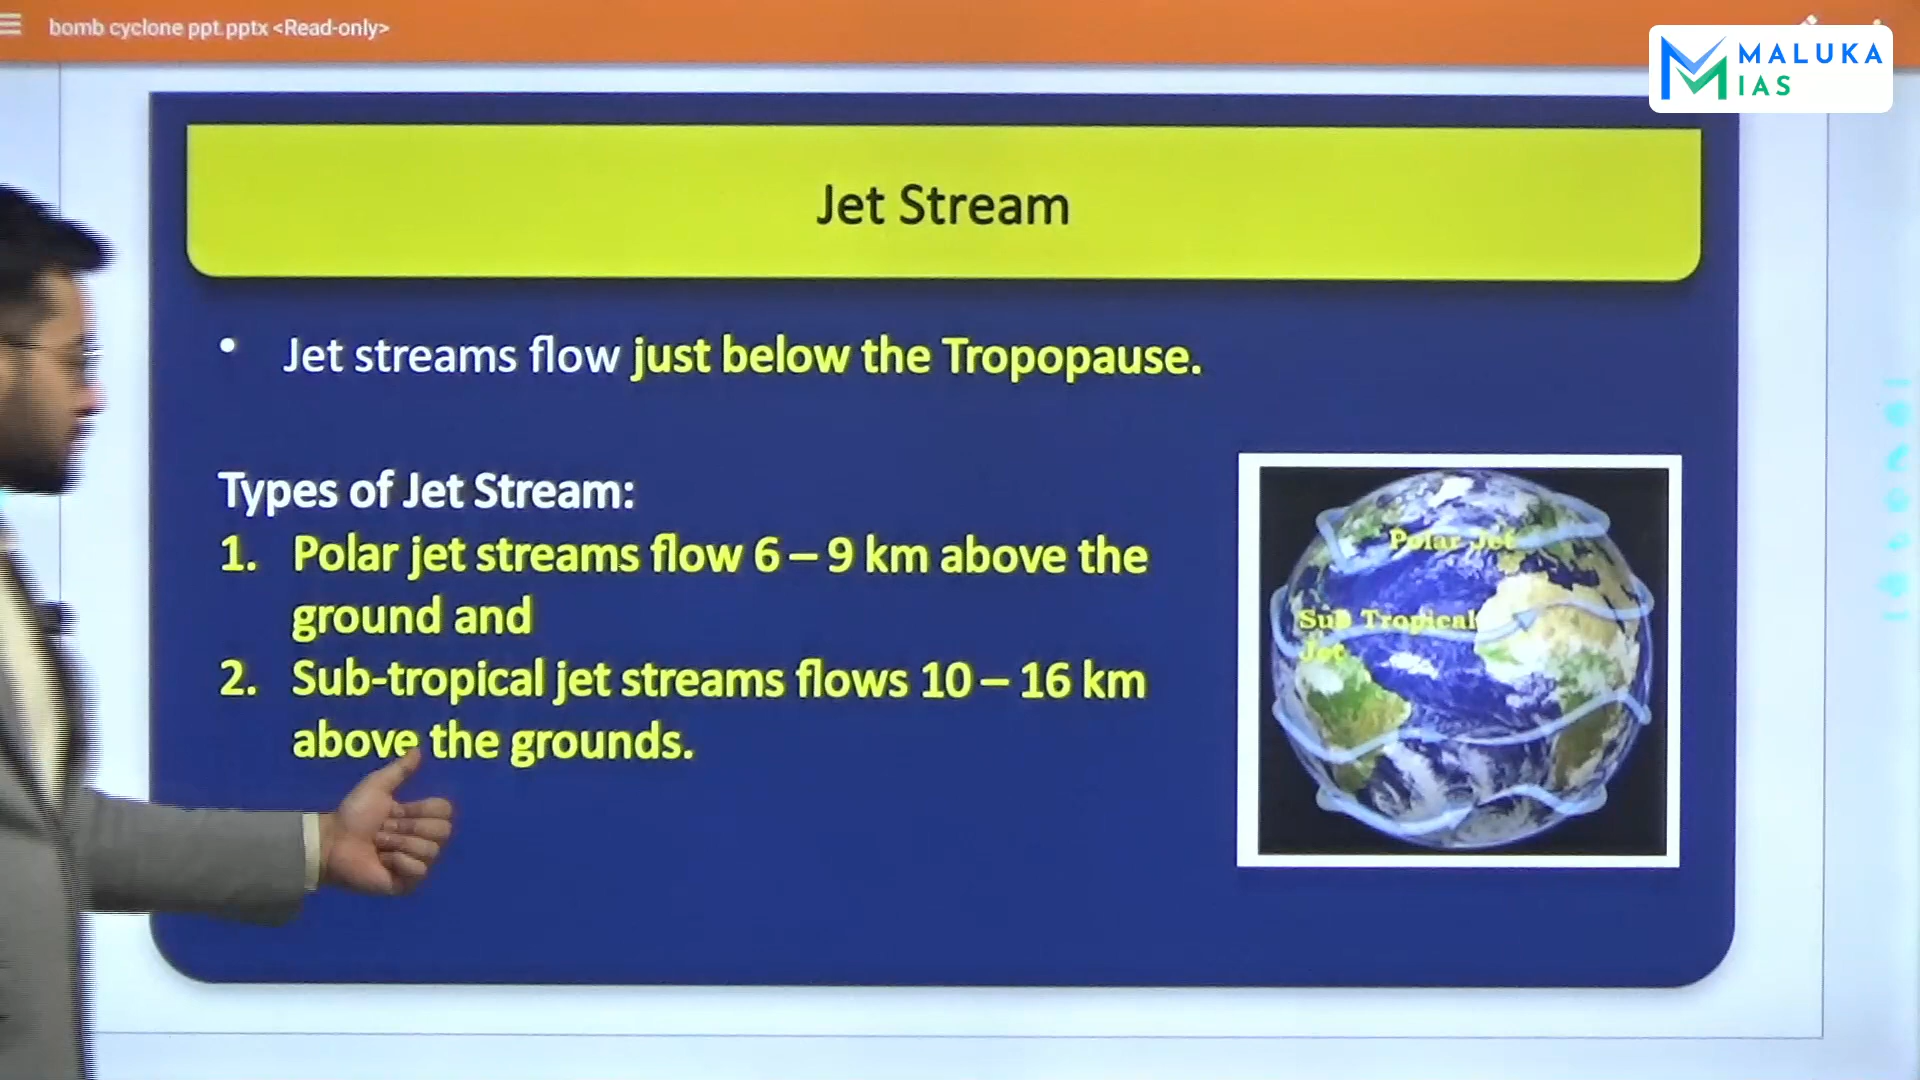 bomb cyclone ppt.pptx <Read-only>
MALUKA
IAS
Jet Stream
• Jet streams flow just below the Tropopause.
Types of Jet Stream:
1. Polar jet streams flow 6 – 9 km above the
ground and
2. Sub-tropical jet streams flows 10 – 16 km
above the grounds.
Polar Jet
Sub Tropical
Jet